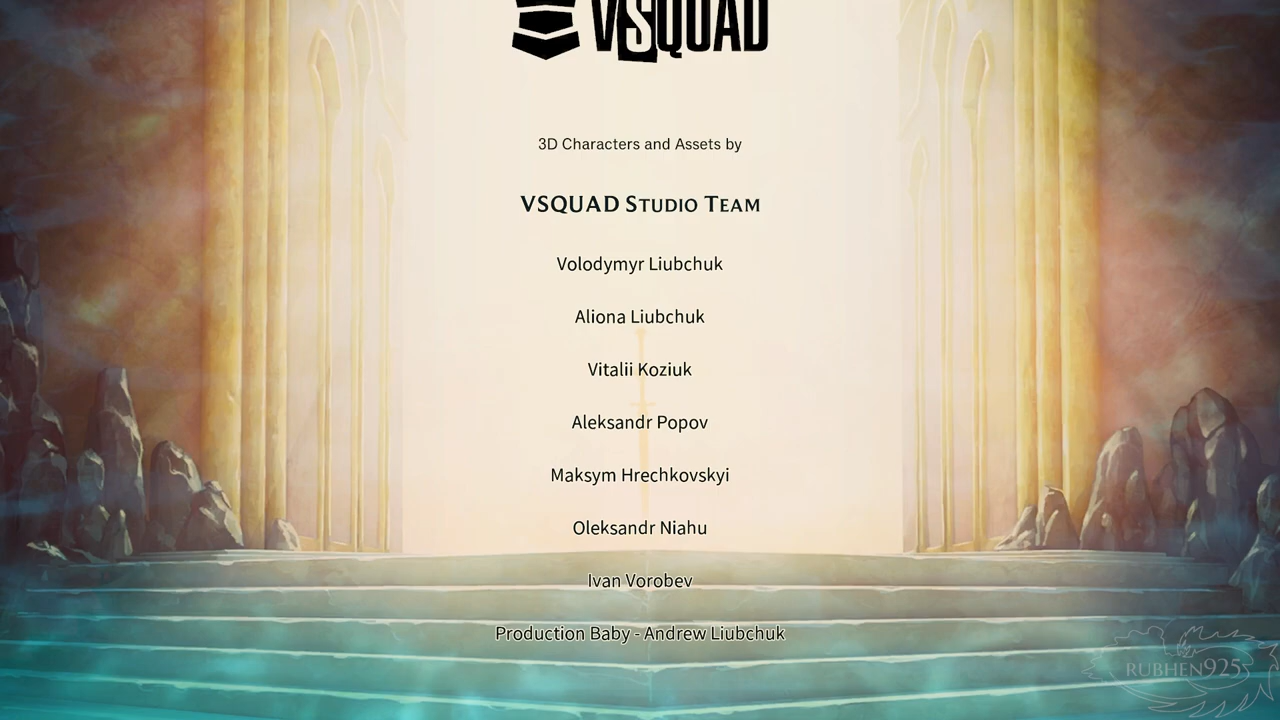 VSQUAD
3D Characters and Assets by
VSQUAD Studio Team
Volodymyr Liubchuk
Aliona Liubchuk
Vitalii Koziuk
Aleksandr Popov
Maksym Hrechkovskyi
Oleksandr Niahu
Ivan Vorobev
Production Baby - Andrew Liubchuk
RUBHEN925